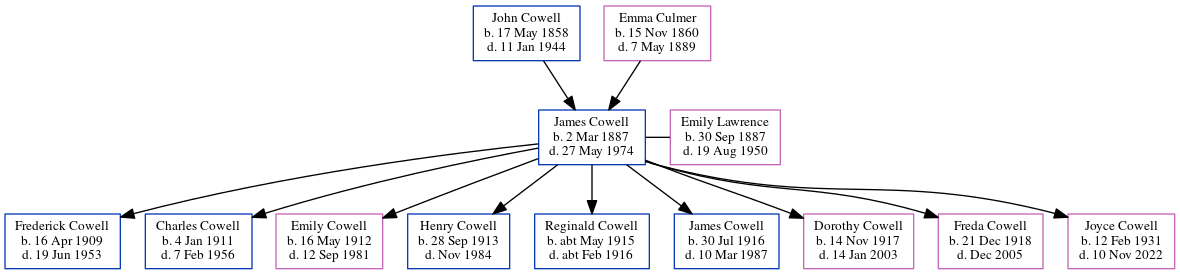 John Cowell
b. 17 May 1858
d. 11 Jan 1944
Emma Culmer
b. 15 Nov 1860
d. 7 May 1889
James Cowell
b. 2 Mar 1887
d. 27 May 1974
Emily Lawrence
b. 30 Sep 1887
d. 19 Aug 1950
Frederick Cowell
b. 16 Apr 1909
d. 19 Jun 1953
Charles Cowell
b. 4 Jan 1911
d. 7 Feb 1956
Emily Cowell
b. 16 May 1912
d. 12 Sep 1981
Henry Cowell
b. 28 Sep 1913
d. Nov 1984
Reginald Cowell
b. abt May 1915
d. abt Feb 1916
James Cowell
b. 30 Jul 1916
d. 10 Mar 1987
Dorothy Cowell
b. 14 Nov 1917
d. 14 Jan 2003
Freda Cowell
b. 21 Dec 1918
d. Dec 2005
Joyce Cowell
b. 12 Feb 1931
d. 10 Nov 2022